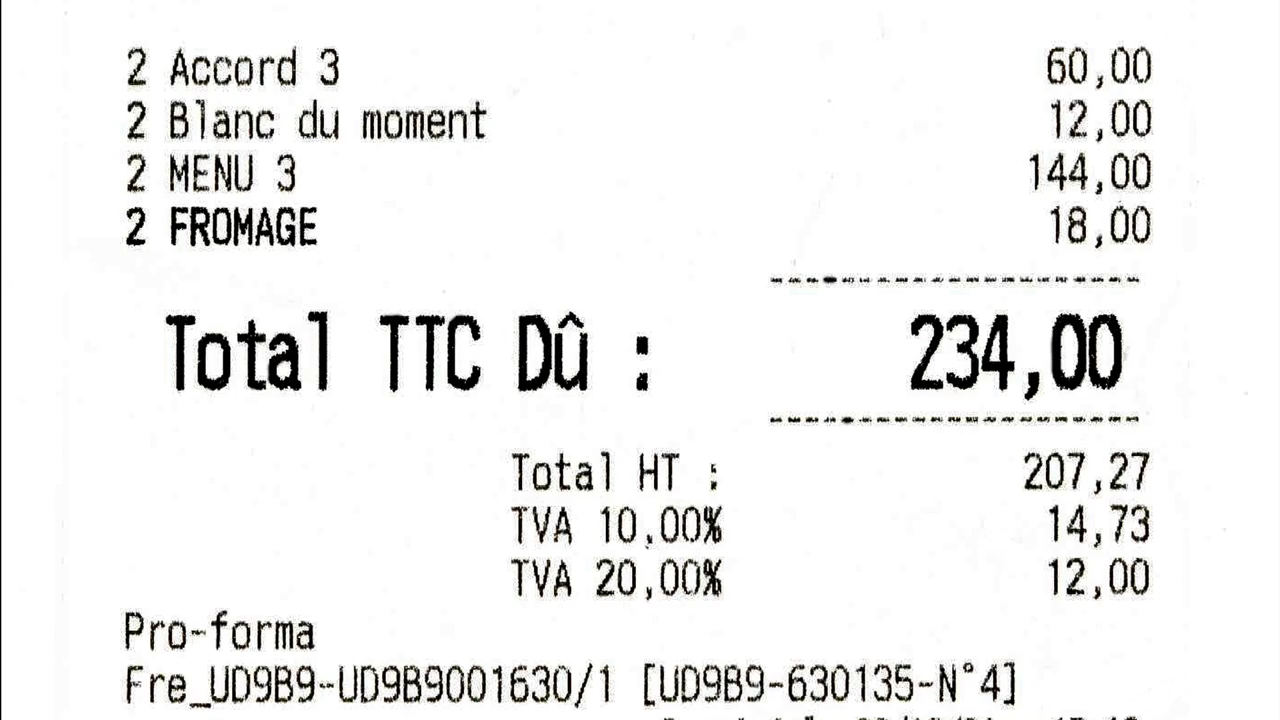 2 Accord 3 60,00
2 Blanc du moment 12,00
2 MENU 3 144,00
2 FROMAGE 18,00
Total TTC Dû : 234,00
Total HT : 207,27
TVA 10,00% 14,73
TVA 20,00% 12,00
Pro-forma
Fre_UD9B9-UD9B9001630/1 [UD9B9-630135-N°4]